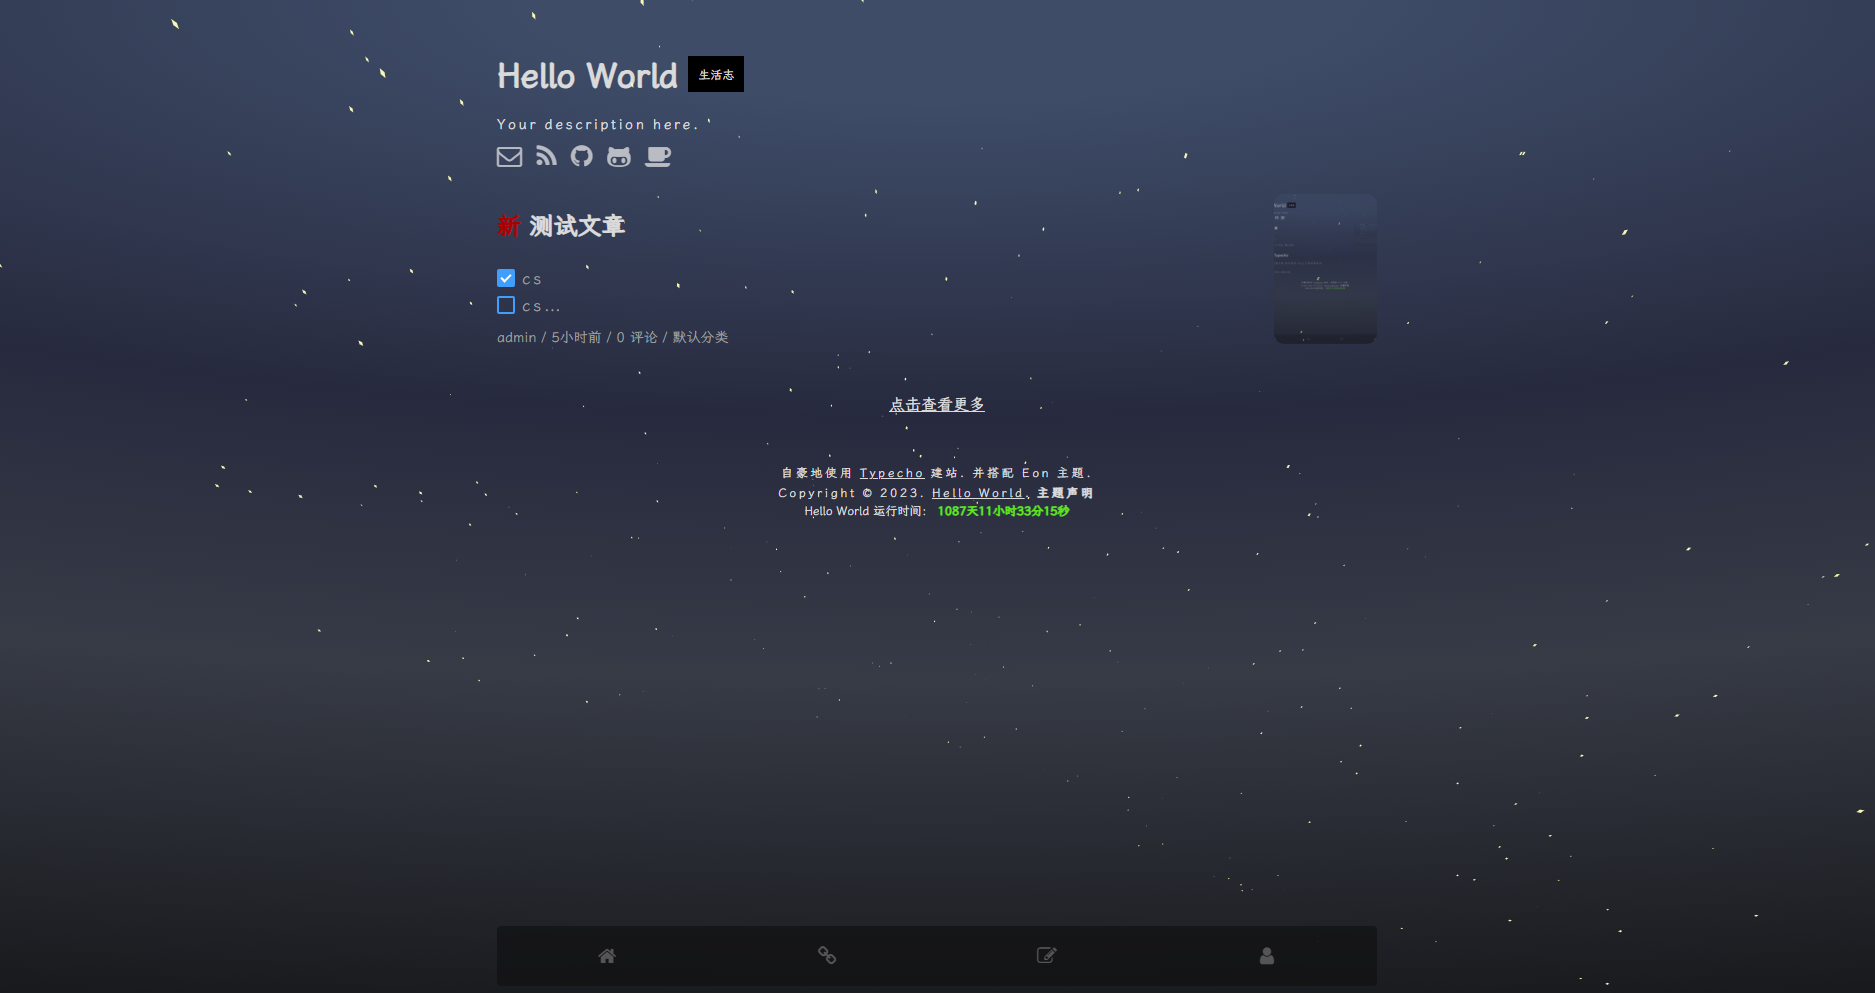 Hello World 生活志
Your description here.
新 测试文章
cs
cs...
admin / 5小时前 / 0 评论 / 默认分类
点击查看更多
自豪地使用 Typecho 建站. 并搭配 Eon 主题.
Copyright © 2023. Hello World. 主题声明
Hello World 运行时间： 1087天11小时33分15秒